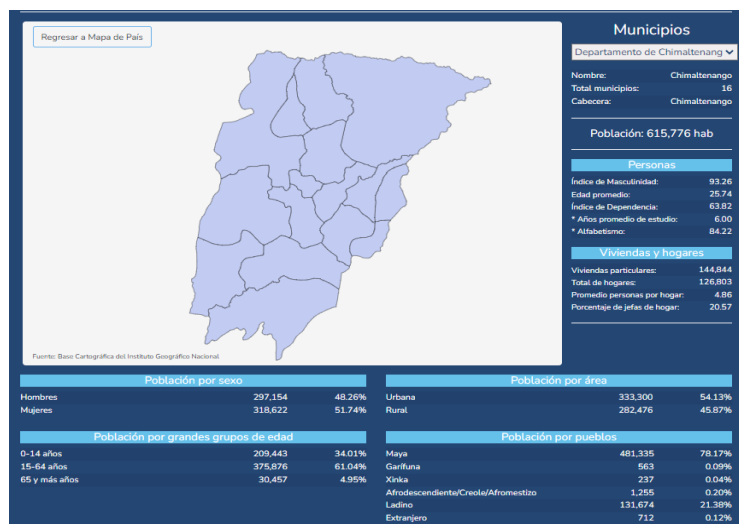 Regresar a Mapa de País
Fuente: Base Cartográfica del Instituto Geográfico Nacional
Municipios
Departamento de Chimaltenang
Nombre: Chimaltenango
Total municipios: 16
Cabecera: Chimaltenango
Población: 615,776 hab
Personas
Índice de Masculinidad: 93.26
Edad promedio: 25.74
Índice de Dependencia: 63.82
* Años promedio de estudio: 6.00
* Alfabetismo: 84.22
Viviendas y hogares
Viviendas particulares: 144,844
Total de hogares: 126,803
Promedio personas por hogar: 4.86
Porcentaje de jefas de hogar: 20.57
Población por sexo
Hombres 297,154 48.26%
Mujeres 318,622 51.74%
Población por área
Urbana 333,300 54.13%
Rural 282,476 45.87%
Población por grandes grupos de edad
0-14 años 209,443 34.01%
15-64 años 375,876 61.04%
65 y más años 30,457 4.95%
Población por pueblos
Maya 481,335 78.17%
Garífuna 563 0.09%
Xinka 237 0.04%
Afrodescendiente/Creole/Afromestizo 1,255 0.20%
Ladino 131,674 21.38%
Extranjero 712 0.12%